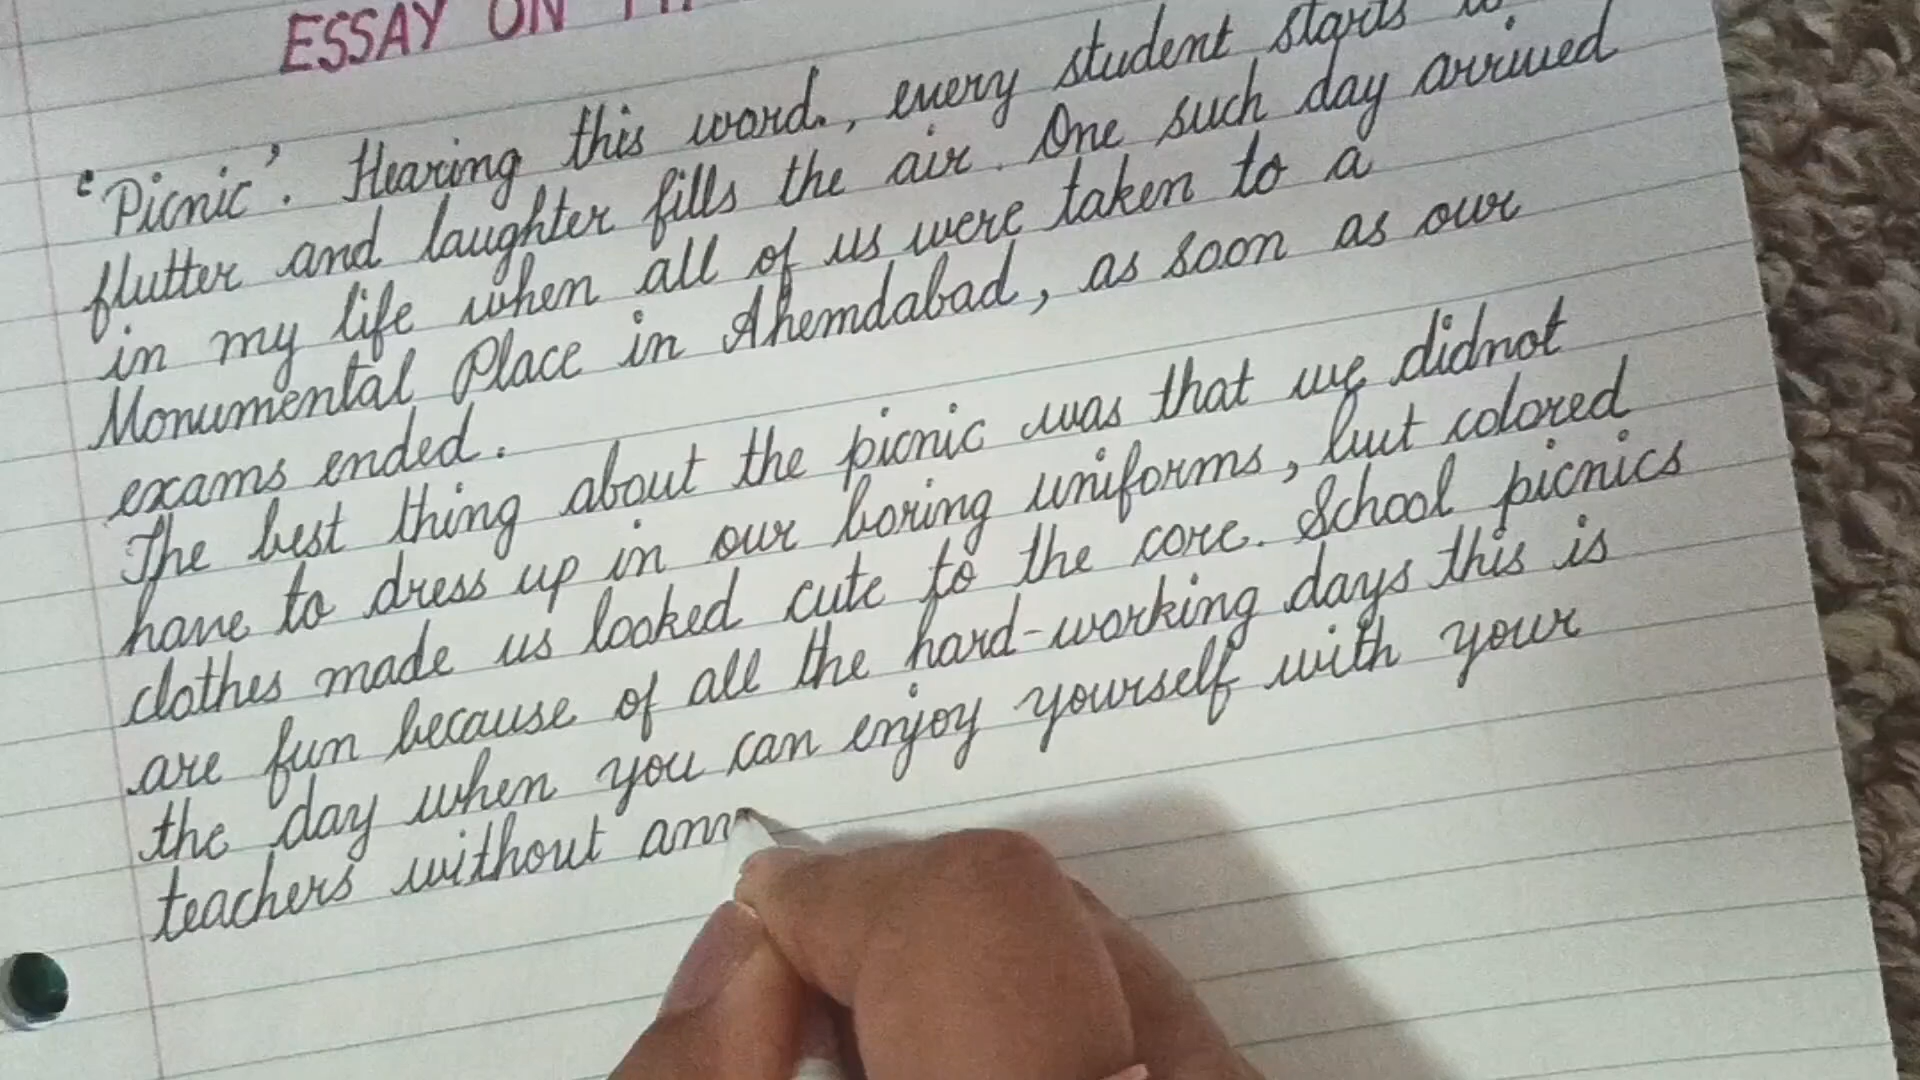 ESSAY ON
"Picnic'. Hearing this word., every student starts to
flutter and laughter fills the air. One such day arrived
in my life when all of us were taken to a
Monumental Place in Ahemdabad, as soon as our
exams ended.
The best thing about the picnic was that we didnot
have to dress up in our boring uniforms, but colored
clothes made us looked cute to the core. School picnics
are fun because of all the hard-working days this is
the day when you can enjoy yourself with your
teachers without